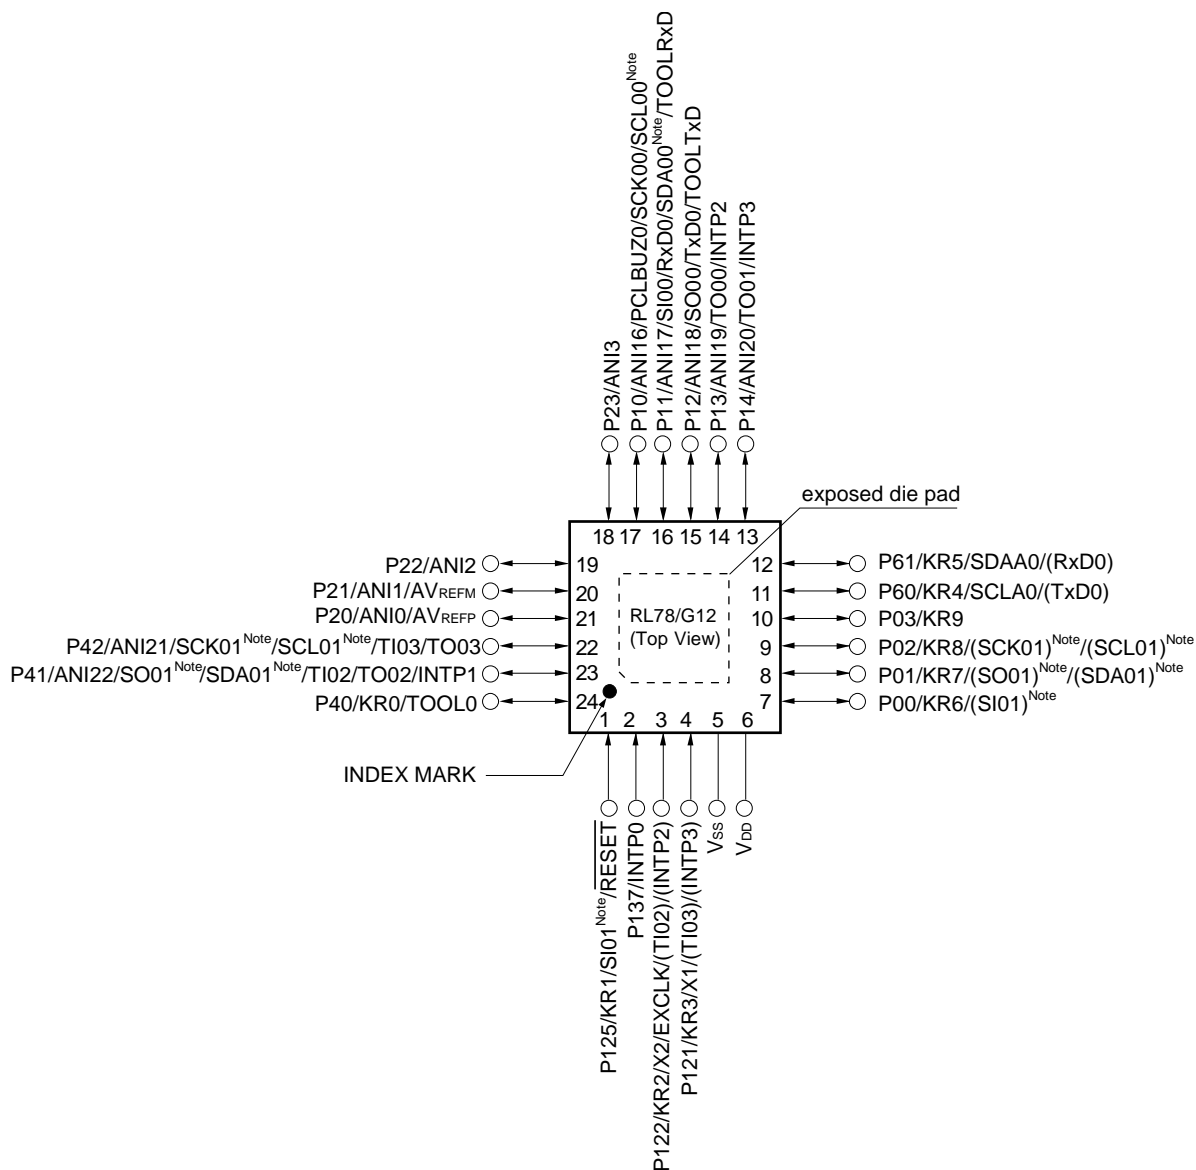 P23/ANI3
P10/ANI16/PCLBUZ0/SCK00/SCL00Note
P11/ANI17/SI00/RxD0/SDA00Note/TOOLRxD
P12/ANI18/SO00/TxD0/TOOLTxD
P13/ANI19/TO00/INTP2
P14/ANI20/TO01/INTP3
exposed die pad
18 17 16 15 14 13
P22/ANI2 19
P21/ANI1/AVREFM 20
P20/ANI0/AVREFP 21
P42/ANI21/SCK01Note/SCL01Note/TI03/TO03 22
P41/ANI22/SO01Note/SDA01Note/TI02/TO02/INTP1 23
P40/KR0/TOOL0 24
RL78/G12
(Top View)
12 P61/KR5/SDAA0/(RxD0)
11 P60/KR4/SCLA0/(TxD0)
10 P03/KR9
9 P02/KR8/(SCK01)Note/(SCL01)Note
8 P01/KR7/(SO01)Note/(SDA01)Note
7 P00/KR6/(SI01)Note
1 2 3 4 5 6
INDEX MARK
P125/KR1/SI01Note/RESET
P137/INTP0
P122/KR2/X2/EXCLK/(TI02)/(INTP2)
P121/KR3/X1/(TI03)/(INTP3)
VSS
VDD